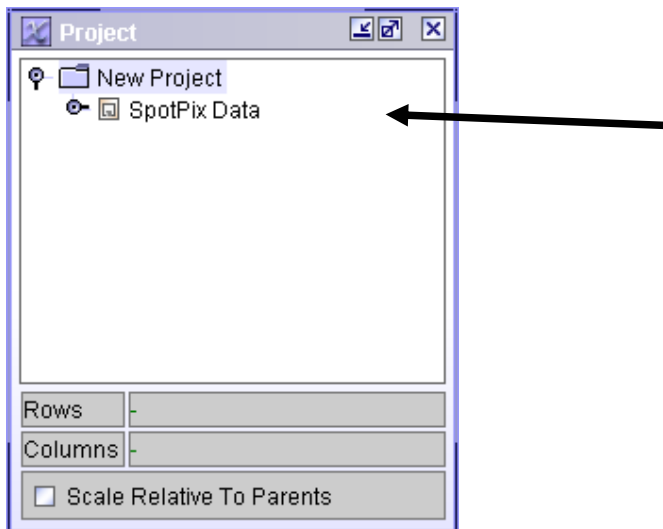 Project
New Project
SpotPix Data
Rows -
Columns -
Scale Relative To Parents